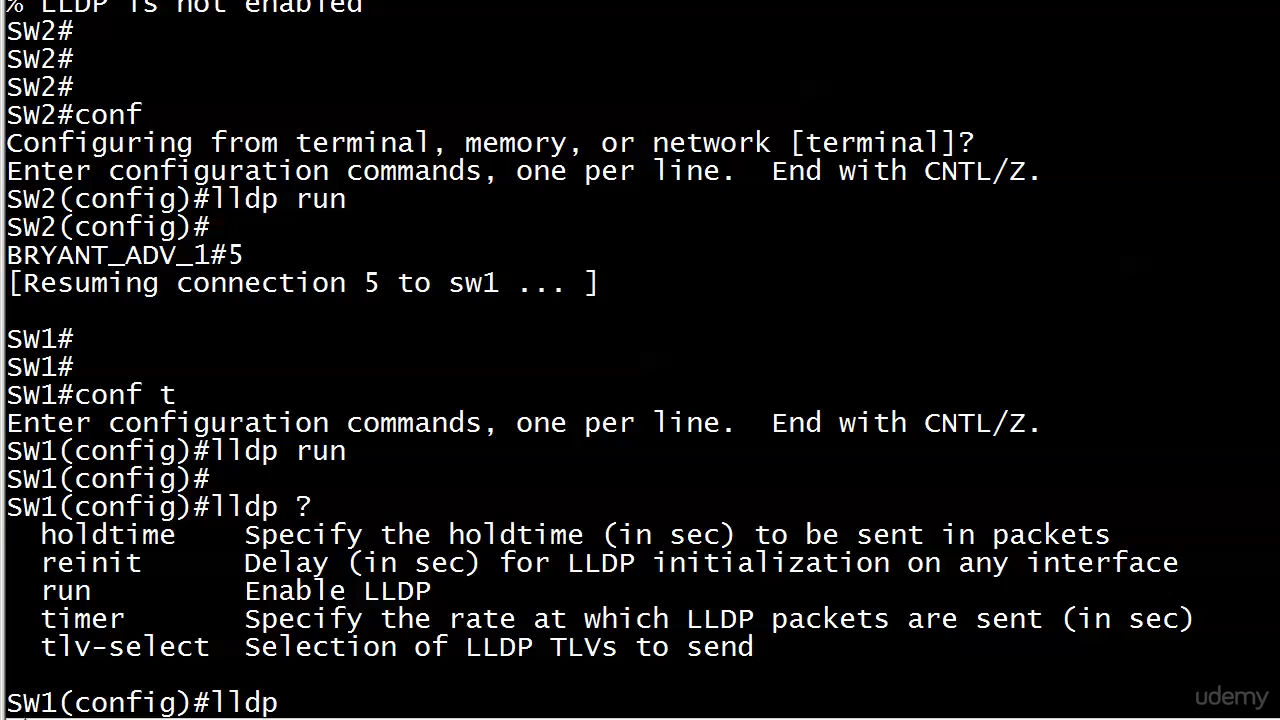 % LLDP is not enabled
SW2#
SW2#
SW2#
SW2#conf
Configuring from terminal, memory, or network [terminal]?
Enter configuration commands, one per line.  End with CNTL/Z.
SW2(config)#lldp run
SW2(config)#
BRYANT_ADV_1#5
[Resuming connection 5 to sw1 ... ]
SW1#
SW1#
SW1#conf t
Enter configuration commands, one per line.  End with CNTL/Z.
SW1(config)#lldp run
SW1(config)#
SW1(config)#lldp ?
  holdtime    Specify the holdtime (in sec) to be sent in packets
  reinit      Delay (in sec) for LLDP initialization on any interface
  run         Enable LLDP
  timer       Specify the rate at which LLDP packets are sent (in sec)
  tlv-select  Selection of LLDP TLVs to send
SW1(config)#lldp
udemy